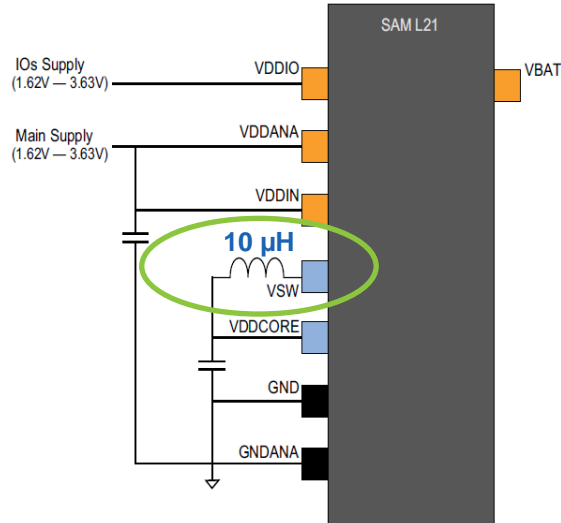 SAM L21
IOs Supply
(1.62V — 3.63V)
VDDIO
VBAT
Main Supply
(1.62V — 3.63V)
VDDANA
VDDIN
10 µH
VSW
VDDCORE
GND
GNDANA